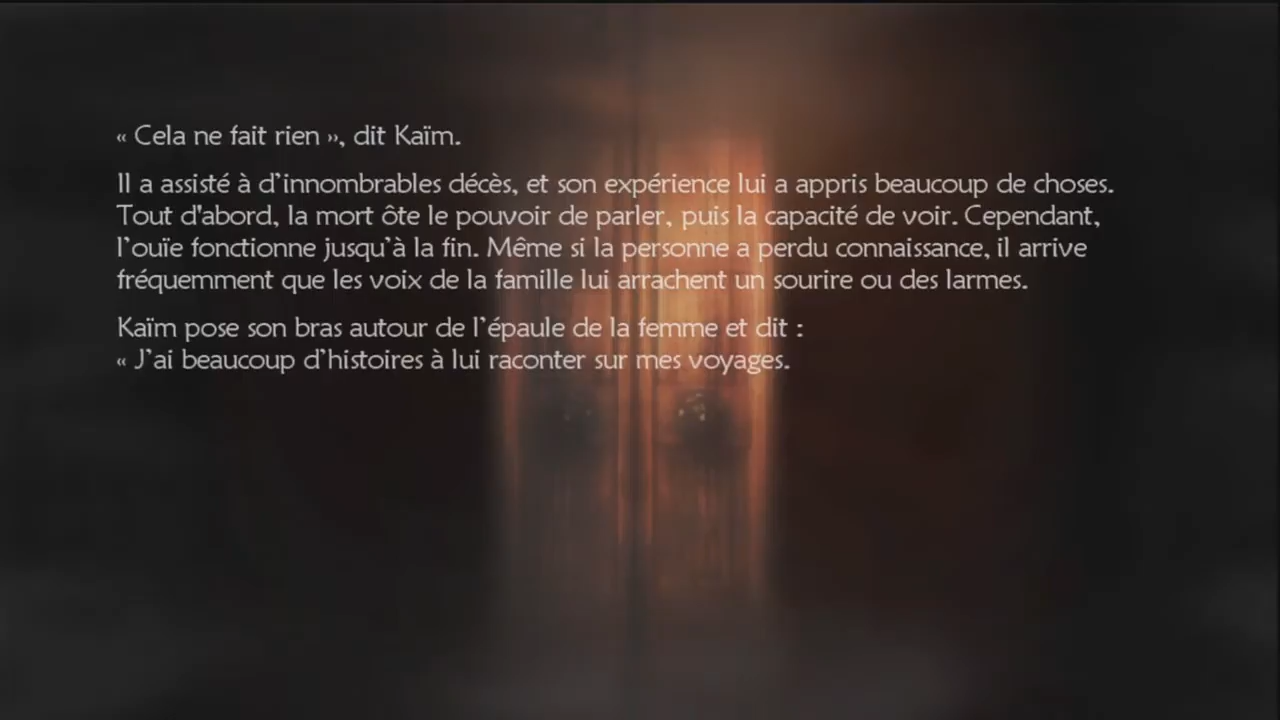 « Cela ne fait rien », dit Kaïm.
Il a assisté à d’innombrables décès, et son expérience lui a appris beaucoup de choses.
Tout d'abord, la mort ôte le pouvoir de parler, puis la capacité de voir. Cependant,
l’ouïe fonctionne jusqu’à la fin. Même si la personne a perdu connaissance, il arrive
fréquemment que les voix de la famille lui arrachent un sourire ou des larmes.
Kaïm pose son bras autour de l’épaule de la femme et dit :
« J’ai beaucoup d’histoires à lui raconter sur mes voyages.